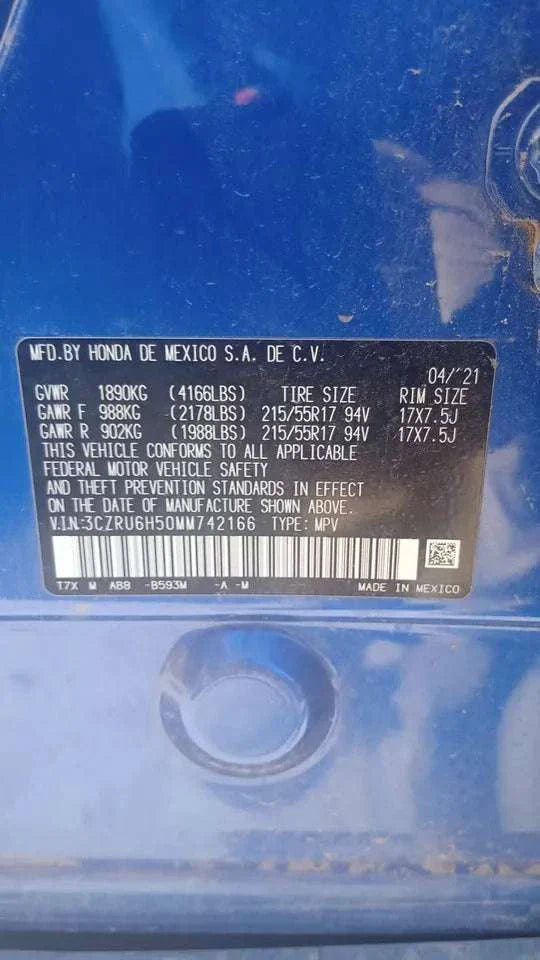 MFD.BY HONDA DE MEXICO S.A. DE C.V.
04/'21
GVWR 1890KG (4166LBS) TIRE SIZE RIM SIZE
GAWR F 988KG (2178LBS) 215/55R17 94V 17X7.5J
GAWR R 902KG (1988LBS) 215/55R17 94V 17X7.5J
THIS VEHICLE CONFORMS TO ALL APPLICABLE
FEDERAL MOTOR VEHICLE SAFETY
AND THEFT PREVENTION STANDARDS IN EFFECT
ON THE DATE OF MANUFACTURE SHOWN ABOVE.
V.I.N:3CZRU6H50MM742166 TYPE: MPV
T7X M AB8 -B593M -A -M MADE IN MEXICO